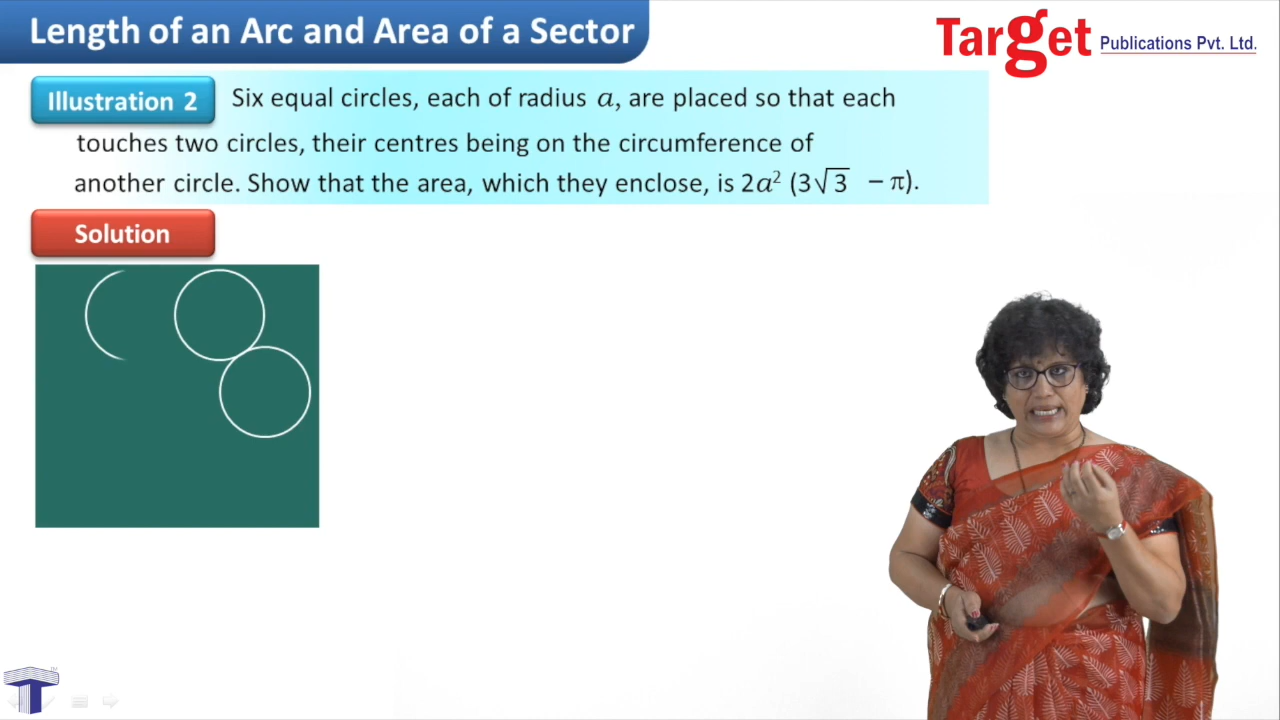 Length of an Arc and Area of a Sector
Target Publications Pvt. Ltd.
Illustration 2 Six equal circles, each of radius a, are placed so that each
touches two circles, their centres being on the circumference of
another circle. Show that the area, which they enclose, is 2a² (3√3 – π).
Solution
T
TM